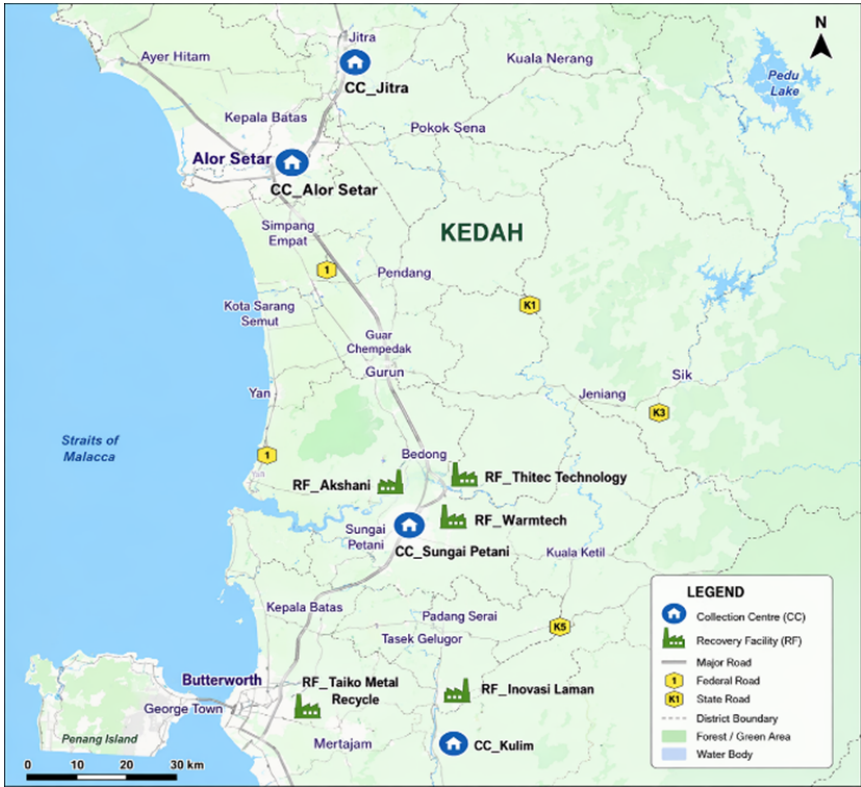 N
Jitra
CC_Jitra
Ayer Hitam
Kuala Nerang
Pedu
Lake
Kepala Batas
Pokok Sena
Alor Setar
CC_Alor Setar
Simpang
Empat
KEDAH
1
Pendang
K1
Kota Sarang
Semut
Guar
Chempedak
Gurun
Sik
Yan
Jeniang
K3
Straits of
Malacca
1
Bedong
Yan
RF_Akshani
RF_Thitec Technology
RF_Warmtech
Sungai
Petani
CC_Sungai Petani
Kuala Ketil
Kepala Batas
Padang Serai
K5
Tasek Gelugor
Butterworth
RF_Taiko Metal
Recycle
RF_Inovasi Laman
George Town
Penang Island
Mertajam
CC_Kulim
0 10 20 30 km
LEGEND
Collection Centre (CC)
Recovery Facility (RF)
Major Road
1 Federal Road
K1 State Road
District Boundary
Forest / Green Area
Water Body